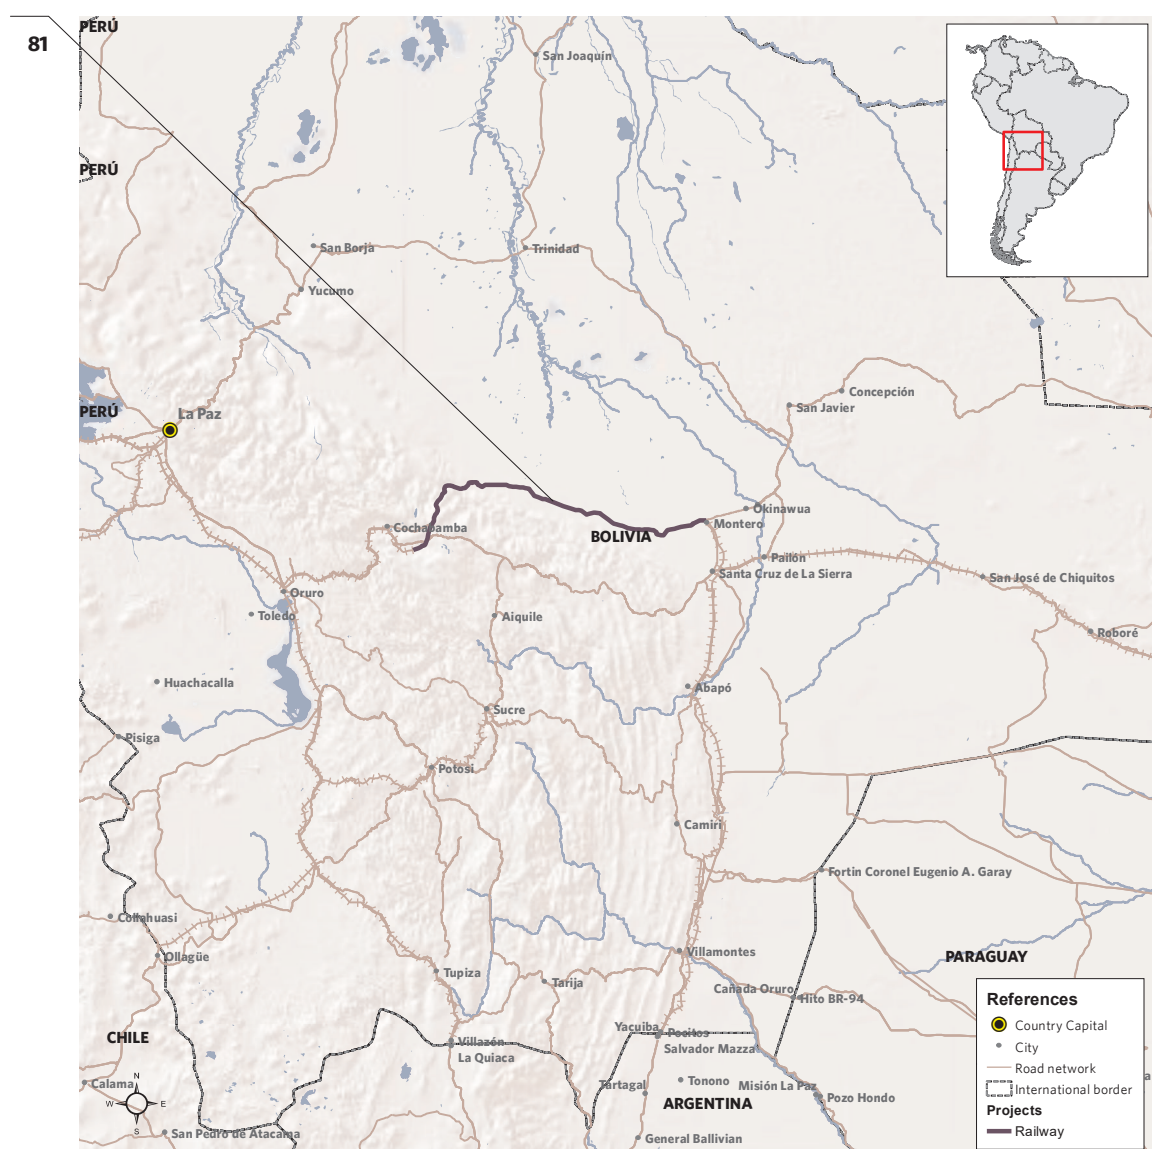 PERÚ
81
San Joaquín
PERÚ
San Borja
Trinidad
Yucumo
Concepción
San Javier
PERÚ
La Paz
Okinawua
Montero
Cochabamba
BOLIVIA
Pailón
Santa Cruz de La Sierra
San José de Chiquitos
Oruro
Toledo
Aiquile
Roboré
Huachacalla
Abapó
Sucre
Pisiga
Potosí
Camiri
Fortín Coronel Eugenio A. Garay
Collahuasi
Villamontes
Ollagüe
PARAGUAY
Tupiza
Tarija
Cañada Oruro
Hito BR-94
References
Country Capital
City
Road network
International border
Projects
Railway
Yacuiba
Pocitos
CHILE
Villazón
La Quiaca
Salvador Mazza
Calama
N
W
E
S
Tartagal
Tonono
Misión La Paz
Pozo Hondo
ARGENTINA
San Pedro de Atacama
General Ballivian